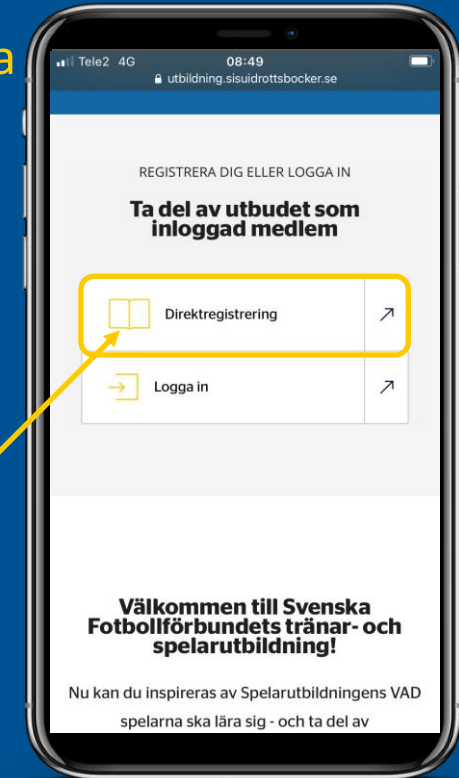 a
Tele2 4G 08:49
utbildning.sisuidrottsbocker.se
REGISTRERA DIG ELLER LOGGA IN
Ta del av utbudet som
inloggad medlem
Direktregistrering
Logga in
Välkommen till Svenska
Fotbollförbundets tränar- och
spelarutbildning!
Nu kan du inspireras av Spelarutbildningens VAD
spelarna ska lära sig - och ta del av